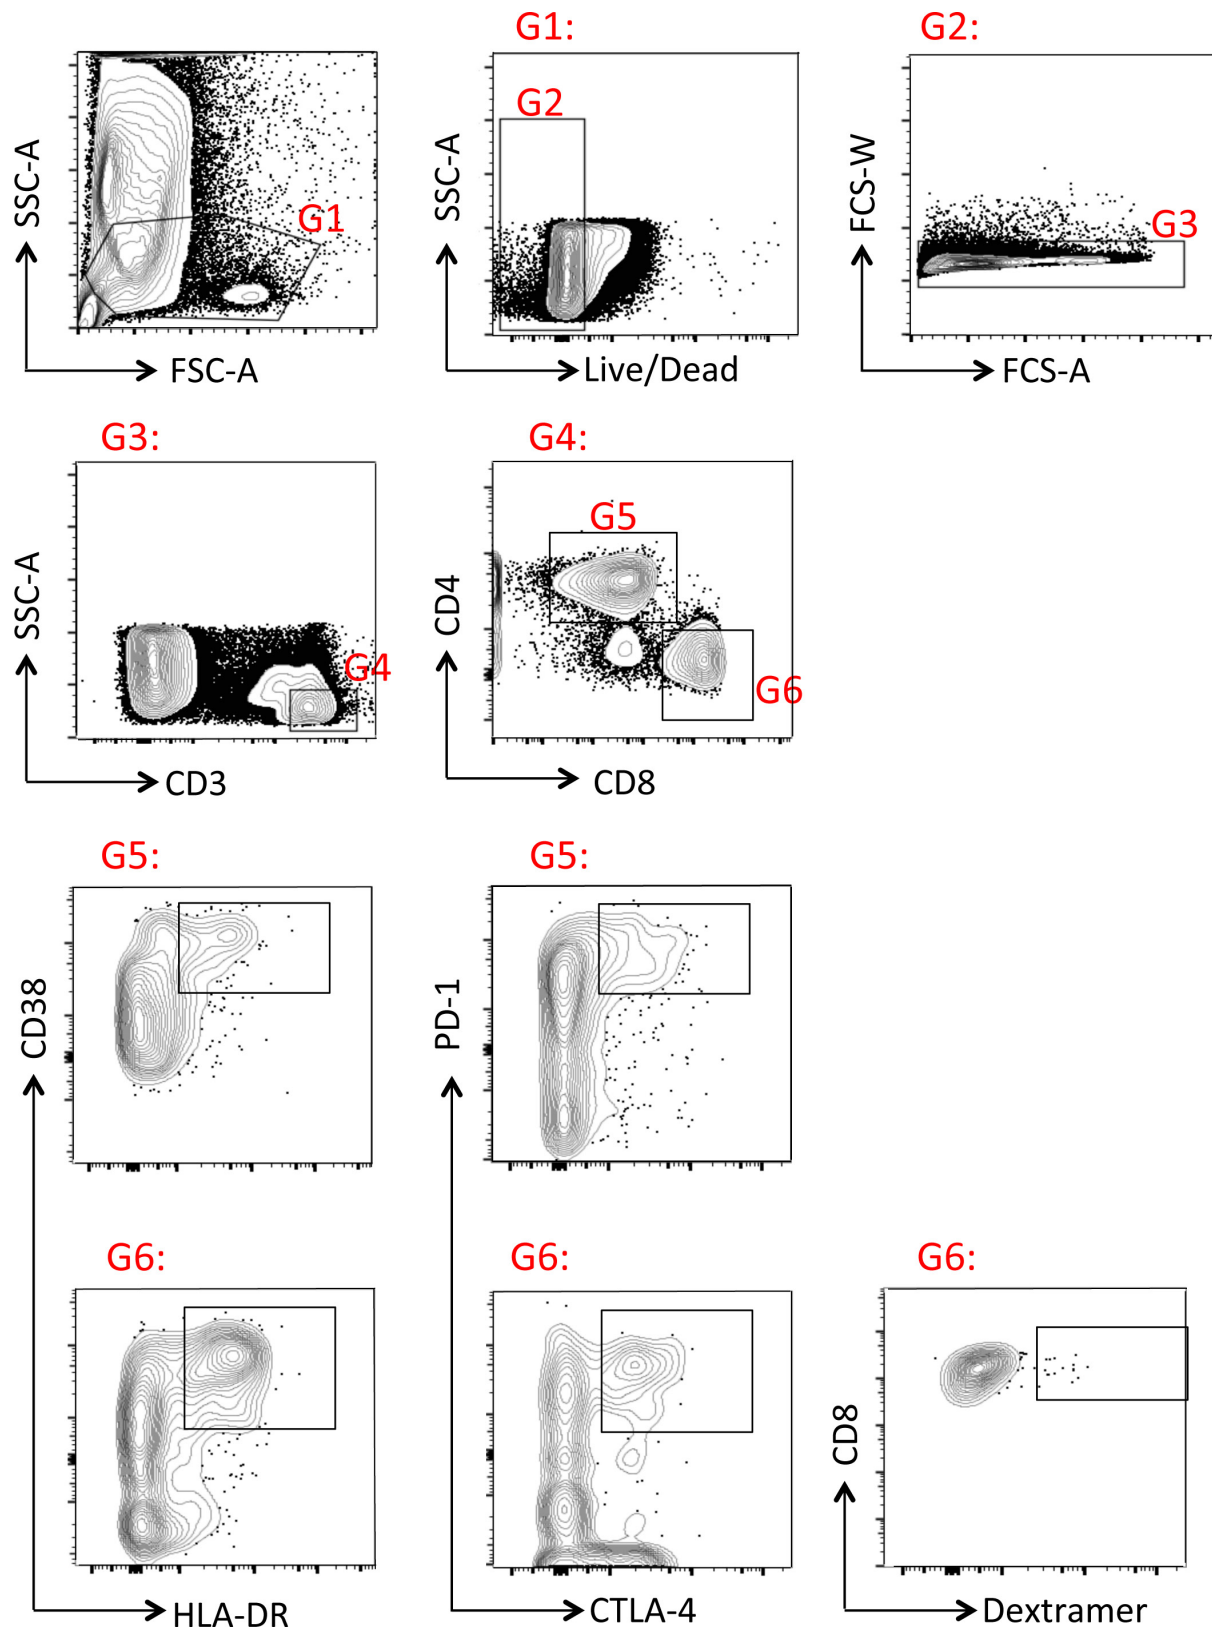 G1:
G2:
G2
SSC-A
SSC-A
FCS-W
G1
G3
FSC-A
Live/Dead
FCS-A
G3:
G4:
SSC-A
CD4
G5
G4
G6
CD3
CD8
G5:
G5:
CD38
PD-1
G6:
G6:
G6:
CD8
HLA-DR
CTLA-4
Dextramer